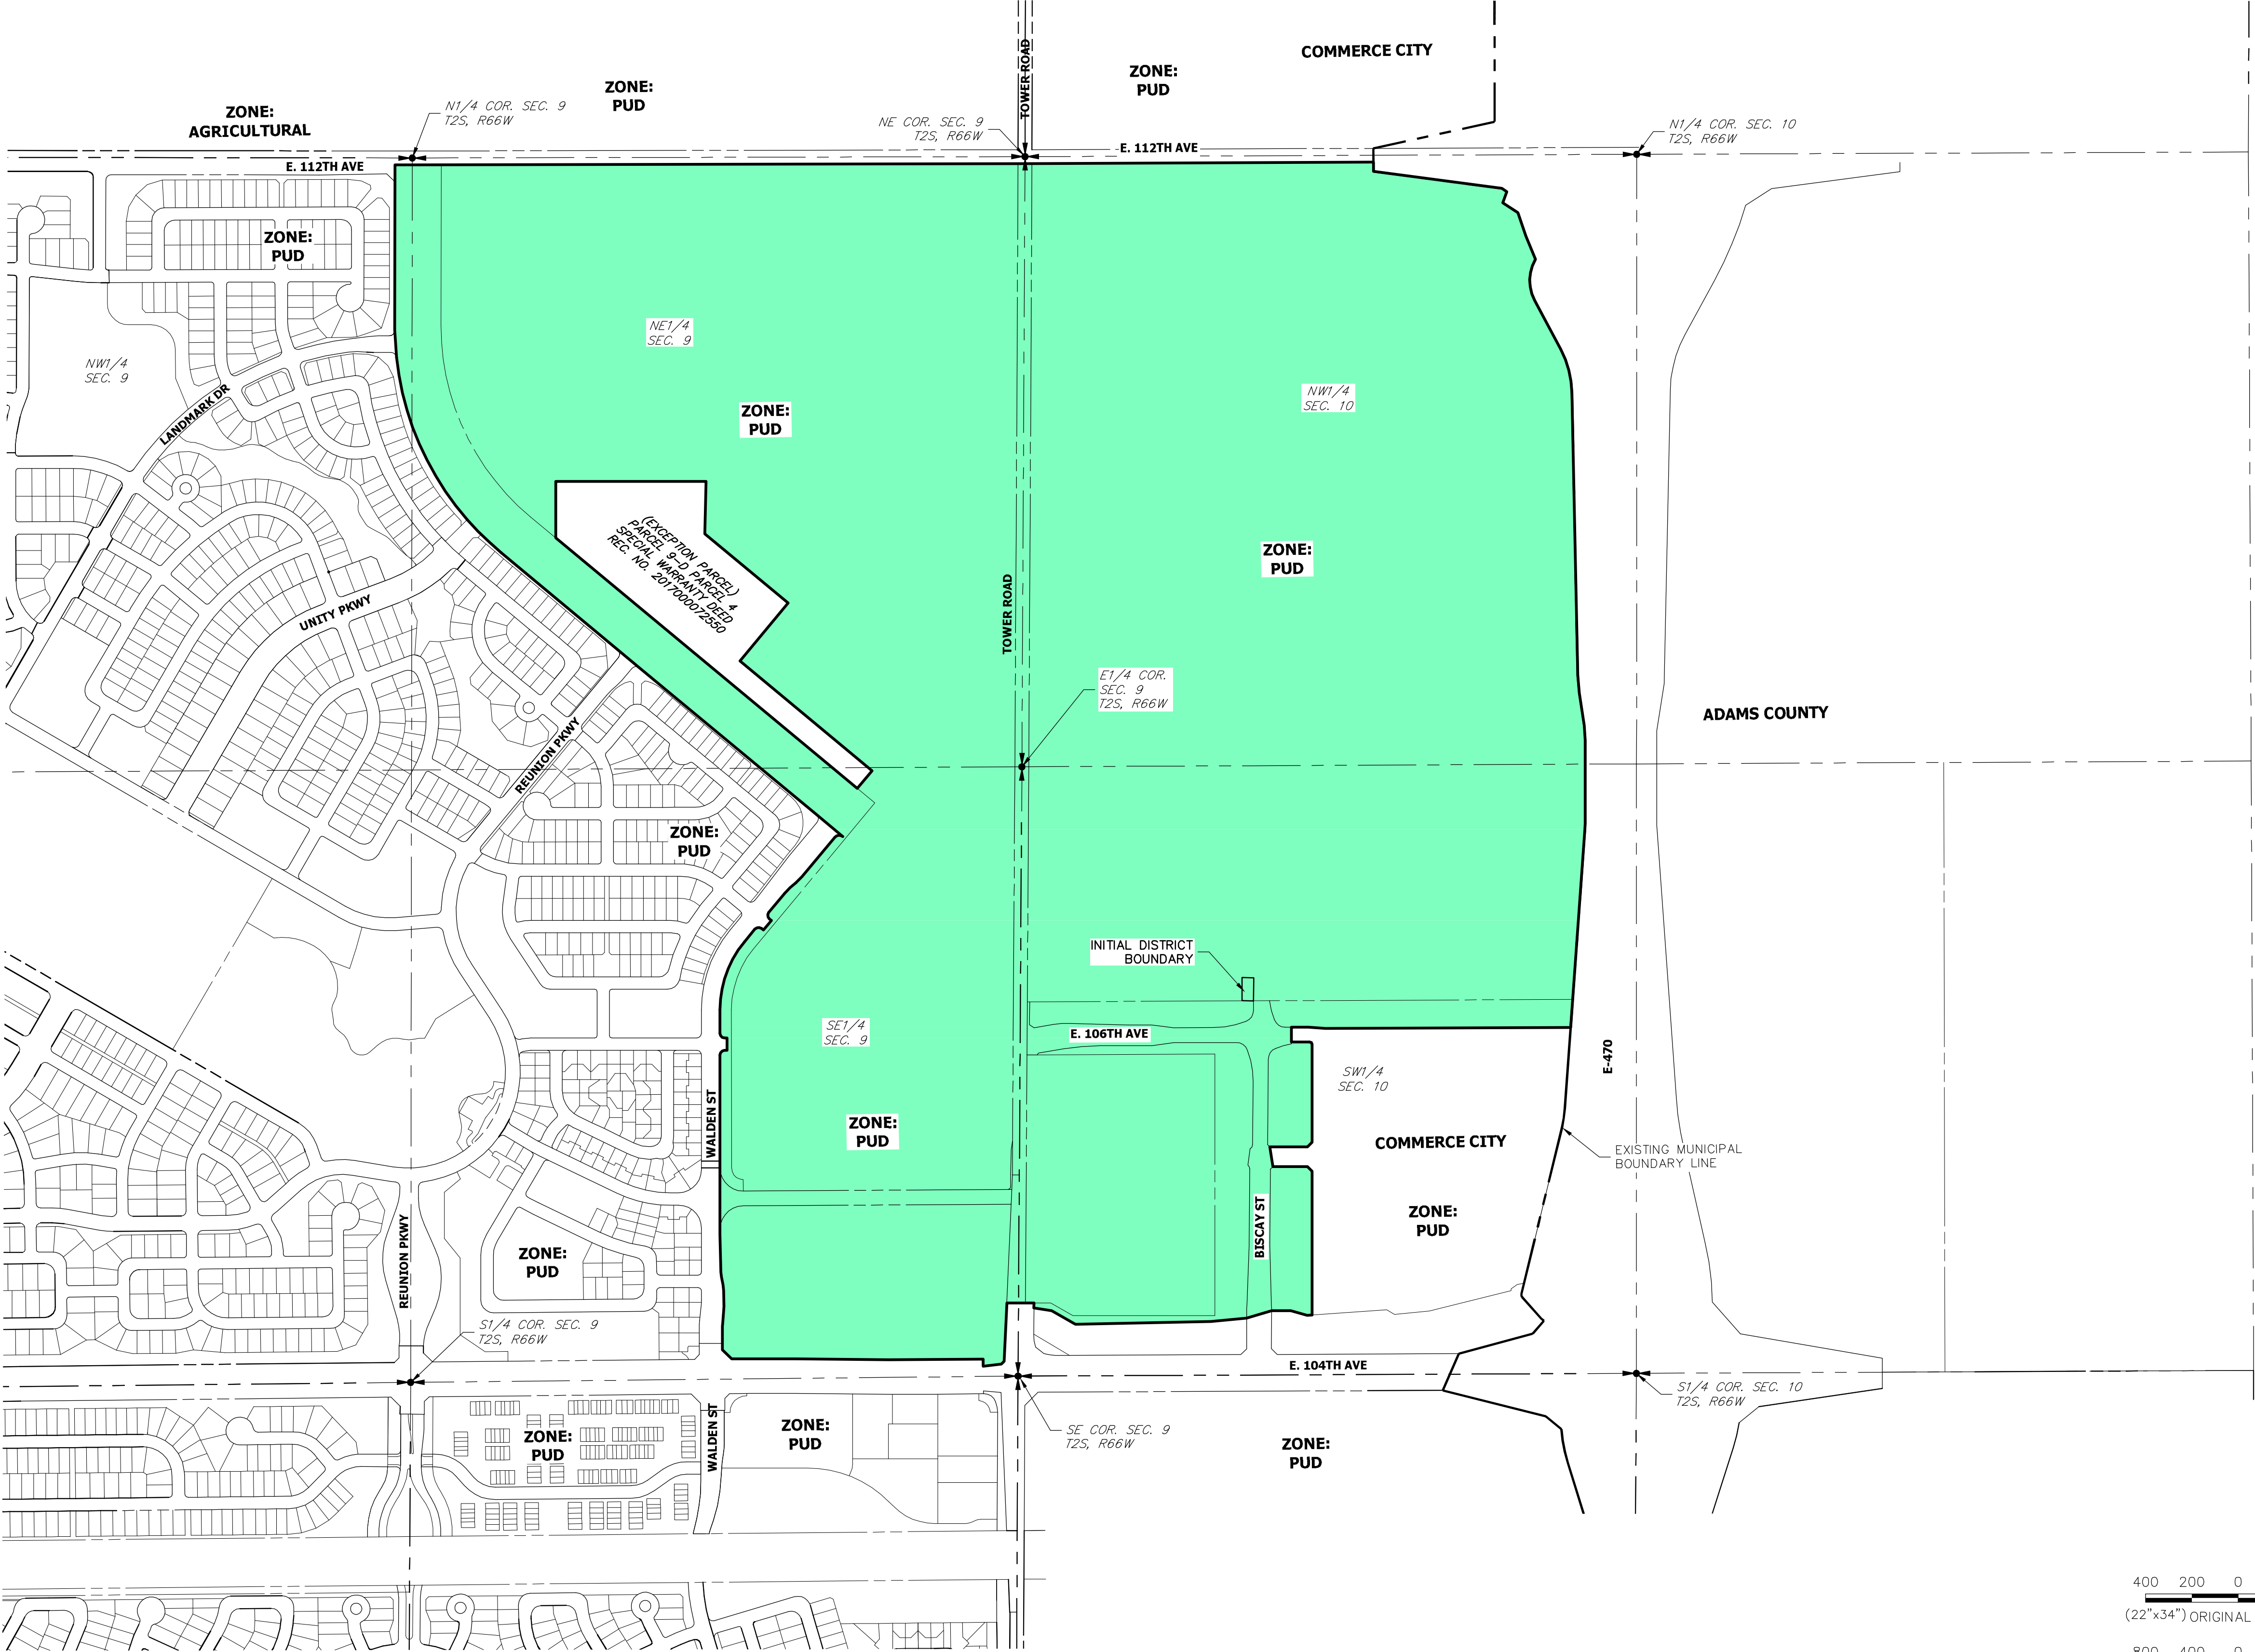 COMMERCE CITY
TOWER ROAD
ZONE:
PUD
ZONE:
PUD
ZONE:
AGRICULTURAL
N1/4 COR. SEC. 9
T2S, R66W
NE COR. SEC. 9
T2S, R66W
N1/4 COR. SEC. 10
T2S, R66W
E. 112TH AVE
E. 112TH AVE
ZONE:
PUD
NE1/4
SEC. 9
NW1/4
SEC. 9
NW1/4
SEC. 10
LANDMARK DR
ZONE:
PUD
(EXCEPTION PARCEL)
PARCEL 9-D PARCEL 4
SPECIAL WARRANTY DEED
REC. NO. 2017000072550
ZONE:
PUD
UNITY PKWY
TOWER ROAD
E1/4 COR.
SEC. 9
T2S, R66W
ADAMS COUNTY
REUNION PKWY
ZONE:
PUD
INITIAL DISTRICT
BOUNDARY
SE1/4
SEC. 9
E. 106TH AVE
E-470
SW1/4
SEC. 10
WALDEN ST
ZONE:
PUD
COMMERCE CITY
EXISTING MUNICIPAL
BOUNDARY LINE
BISCAY ST
ZONE:
PUD
REUNION PKWY
ZONE:
PUD
S1/4 COR. SEC. 9
T2S, R66W
E. 104TH AVE
S1/4 COR. SEC. 10
T2S, R66W
WALDEN ST
ZONE:
PUD
ZONE:
PUD
SE COR. SEC. 9
T2S, R66W
ZONE:
PUD
400 200 0
(22"x34") ORIGINAL
800 400 0